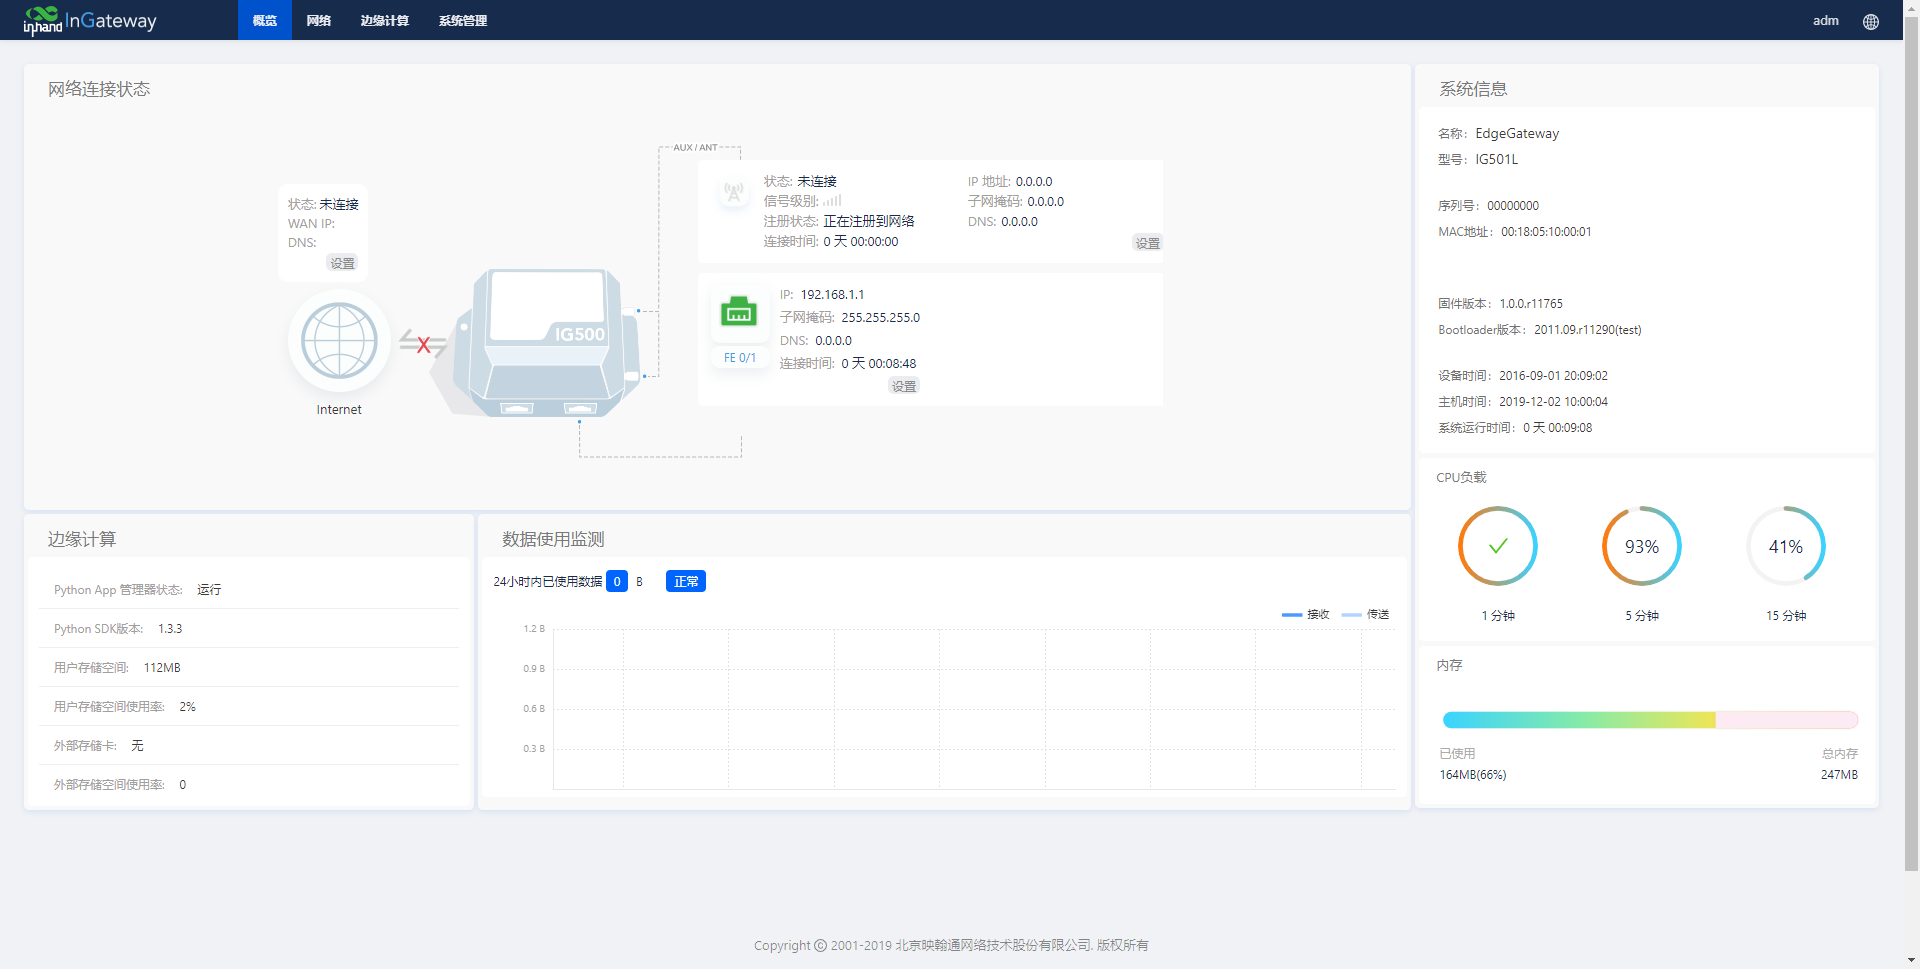 inhand InGateway
概览 网络 边缘计算 系统管理
adm
网络连接状态
AUX / ANT
状态: 未连接
WAN IP:
DNS:
设置
Internet
X
IG500
状态: 未连接
信号级别:
注册状态: 正在注册到网络
连接时间: 0 天 00:00:00
IP 地址: 0.0.0.0
子网掩码: 0.0.0.0
DNS: 0.0.0.0
设置
FE 0/1
IP: 192.168.1.1
子网掩码: 255.255.255.0
DNS: 0.0.0.0
连接时间: 0 天 00:08:48
设置
系统信息
名称: EdgeGateway
型号: IG501L
序列号: 00000000
MAC地址: 00:18:05:10:00:01
固件版本: 1.0.0.r11765
Bootloader版本: 2011.09.r11290(test)
设备时间: 2016-09-01 20:09:02
主机时间: 2019-12-02 10:00:04
系统运行时间: 0 天 00:09:08
CPU负载
93%
41%
1 分钟
5 分钟
15 分钟
内存
已使用
总内存
164MB(66%)
247MB
边缘计算
Python App 管理器状态: 运行
Python SDK版本: 1.3.3
用户存储空间: 112MB
用户存储空间使用率: 2%
外部存储卡: 无
外部存储空间使用率: 0
数据使用监测
24小时内已使用数据 0 B 正常
接收 传送
1.2 B
0.9 B
0.6 B
0.3 B
Copyright © 2001-2019 北京映翰通网络技术股份有限公司. 版权所有